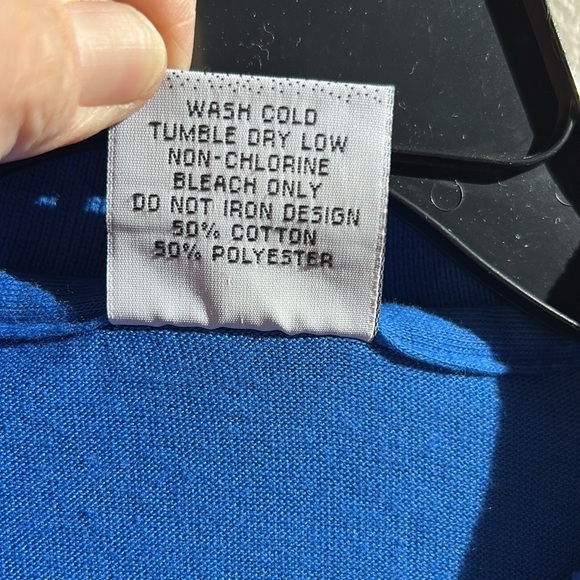 WASH COLD
TUMBLE DRY LOW
NON-CHLORINE
BLEACH ONLY
DO NOT IRON DESIGN
50% COTTON
50% POLYESTER